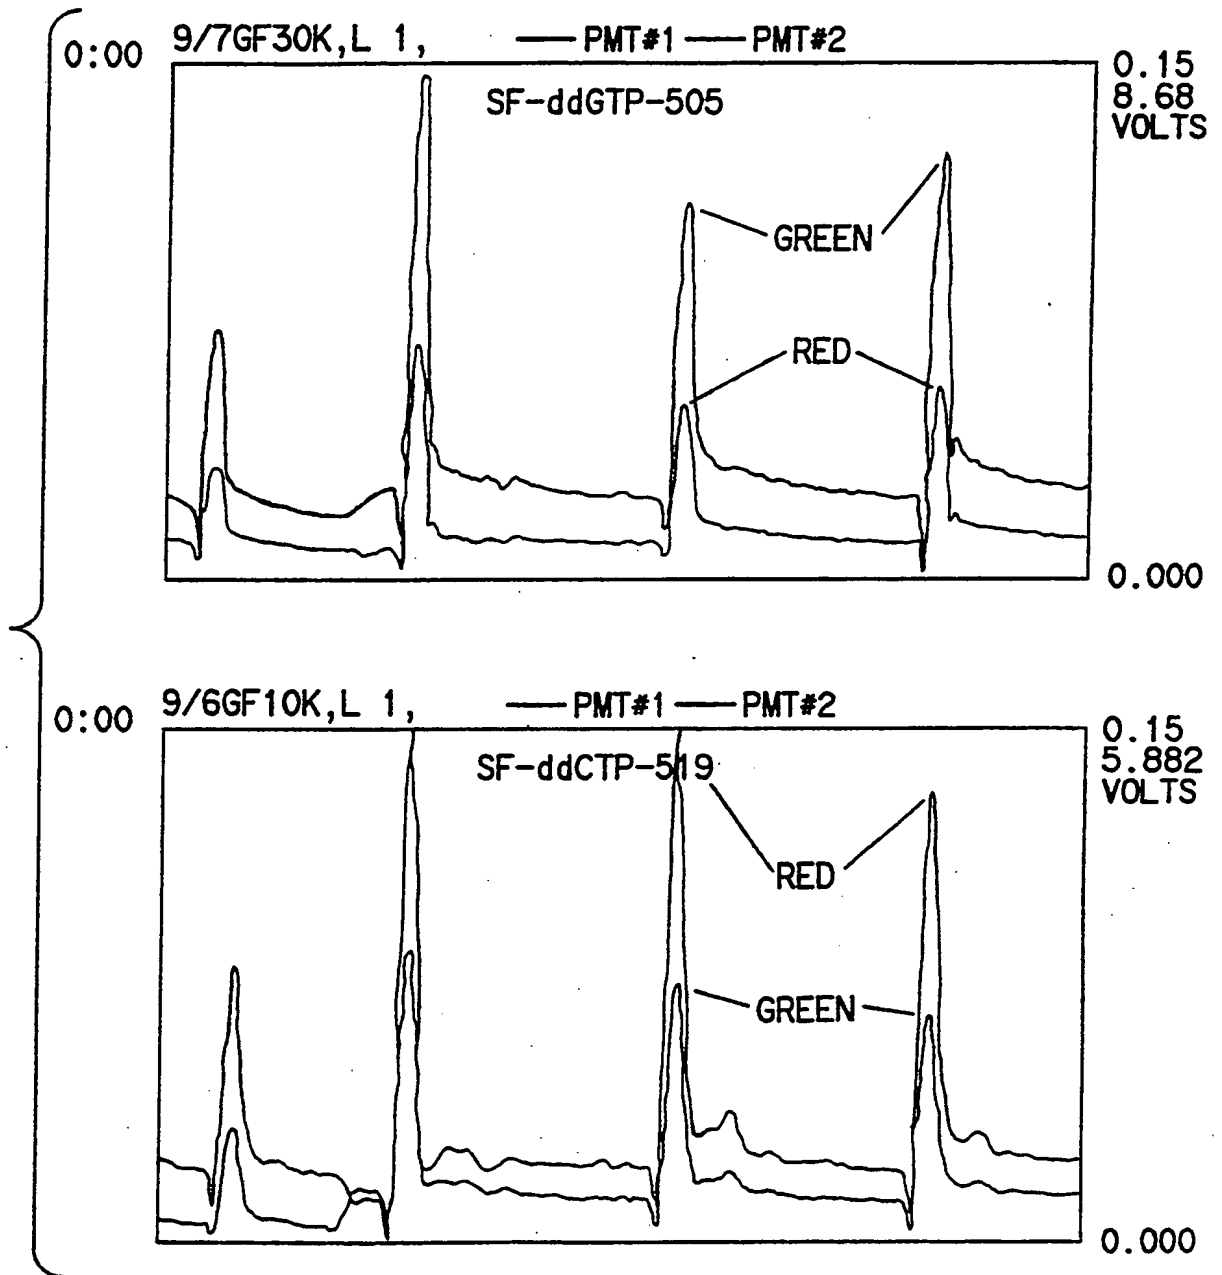 9/7GF30K,L 1, — PMT#1 — PMT#2
0:00
0.15
8.68
VOLTS
SF-ddGTP-505
GREEN
RED
0.000
9/6GF10K,L 1, — PMT#1 — PMT#2
0:00
0.15
5.882
VOLTS
SF-ddCTP-519
RED
GREEN
0.000